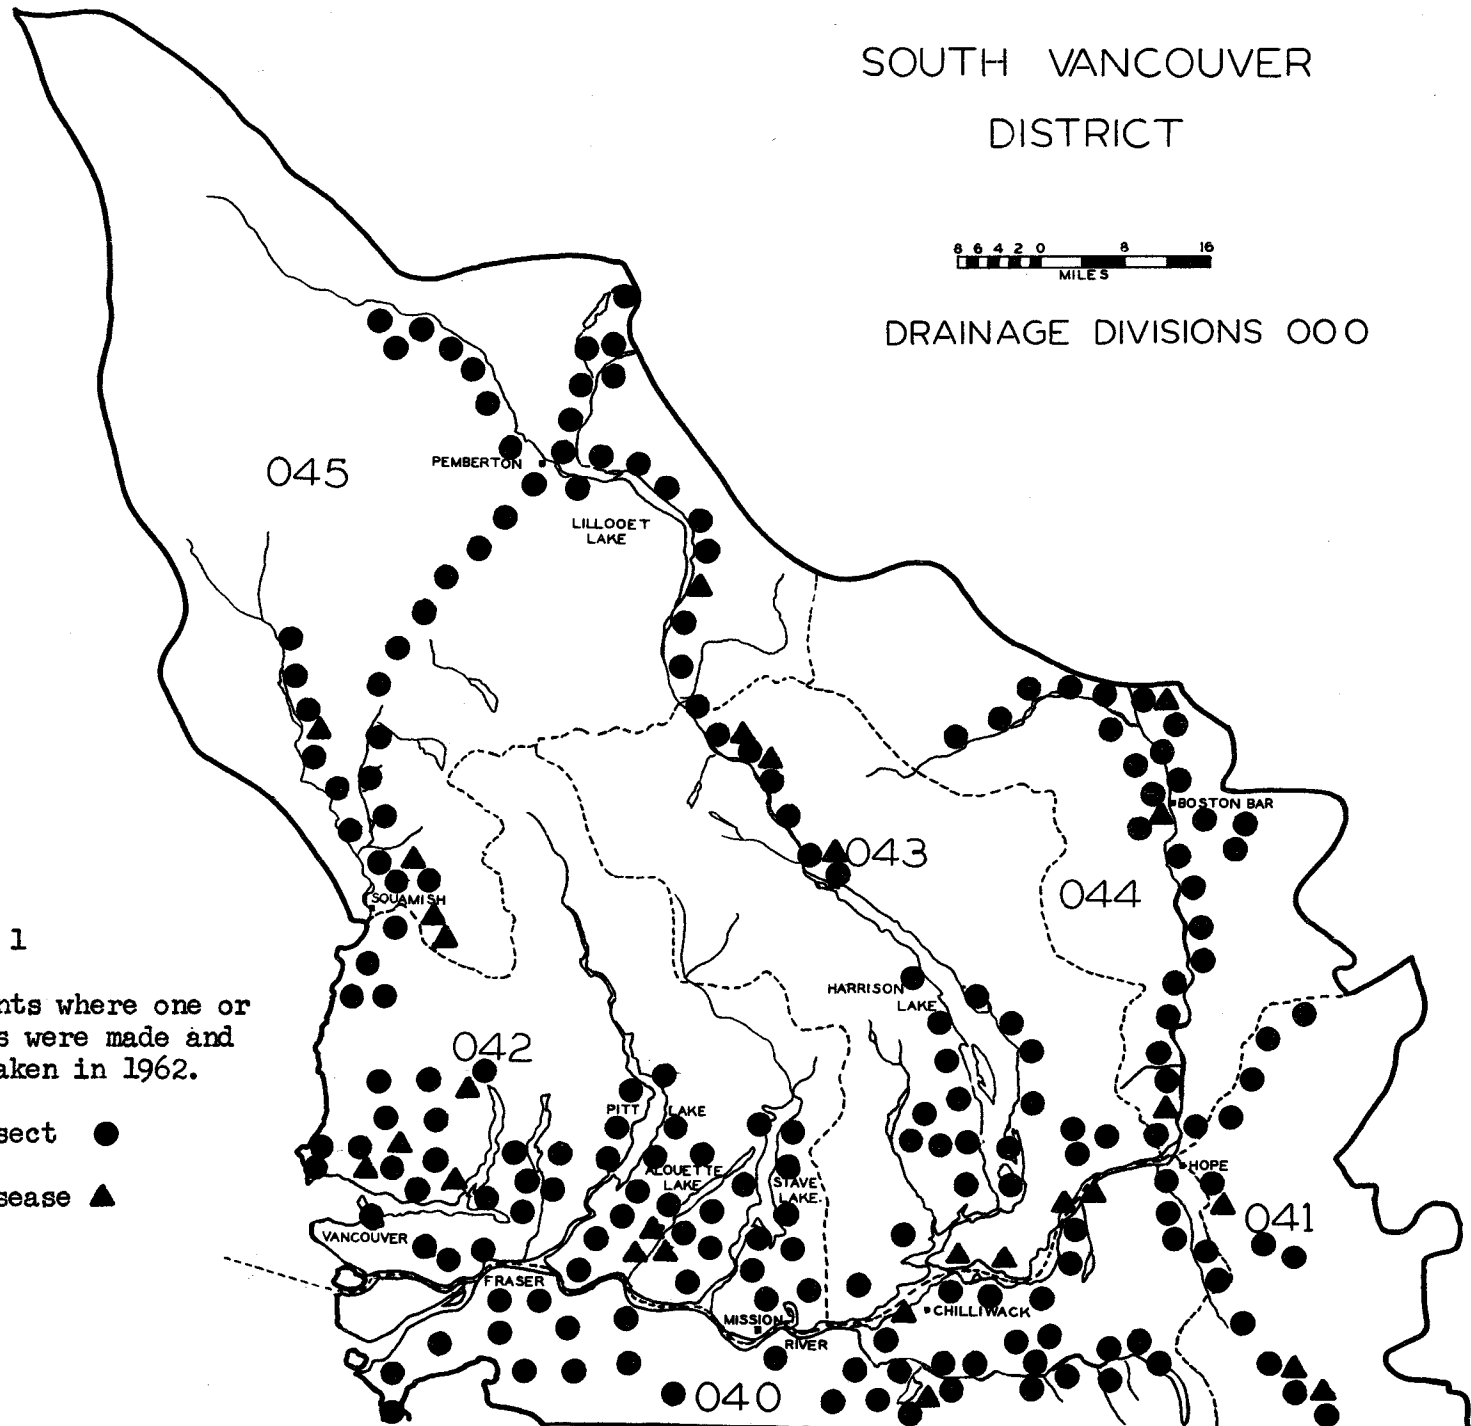 SOUTH VANCOUVER
DISTRICT
8 6 4 2 0 8 16
MILES
DRAINAGE DIVISIONS 000
045
PEMBERTON
LILLOOET
LAKE
BOSTON BAR
043
044
SQUAMISH
1
nts where one or
s were made and
aken in 1962.
sect
sease
HARRISON
LAKE
042
PITT LAKE
ALOUETTE
LAKE
STAVE
LAKE
HOPE
041
VANCOUVER
FRASER
MISSION
RIVER
CHILLIWACK
040